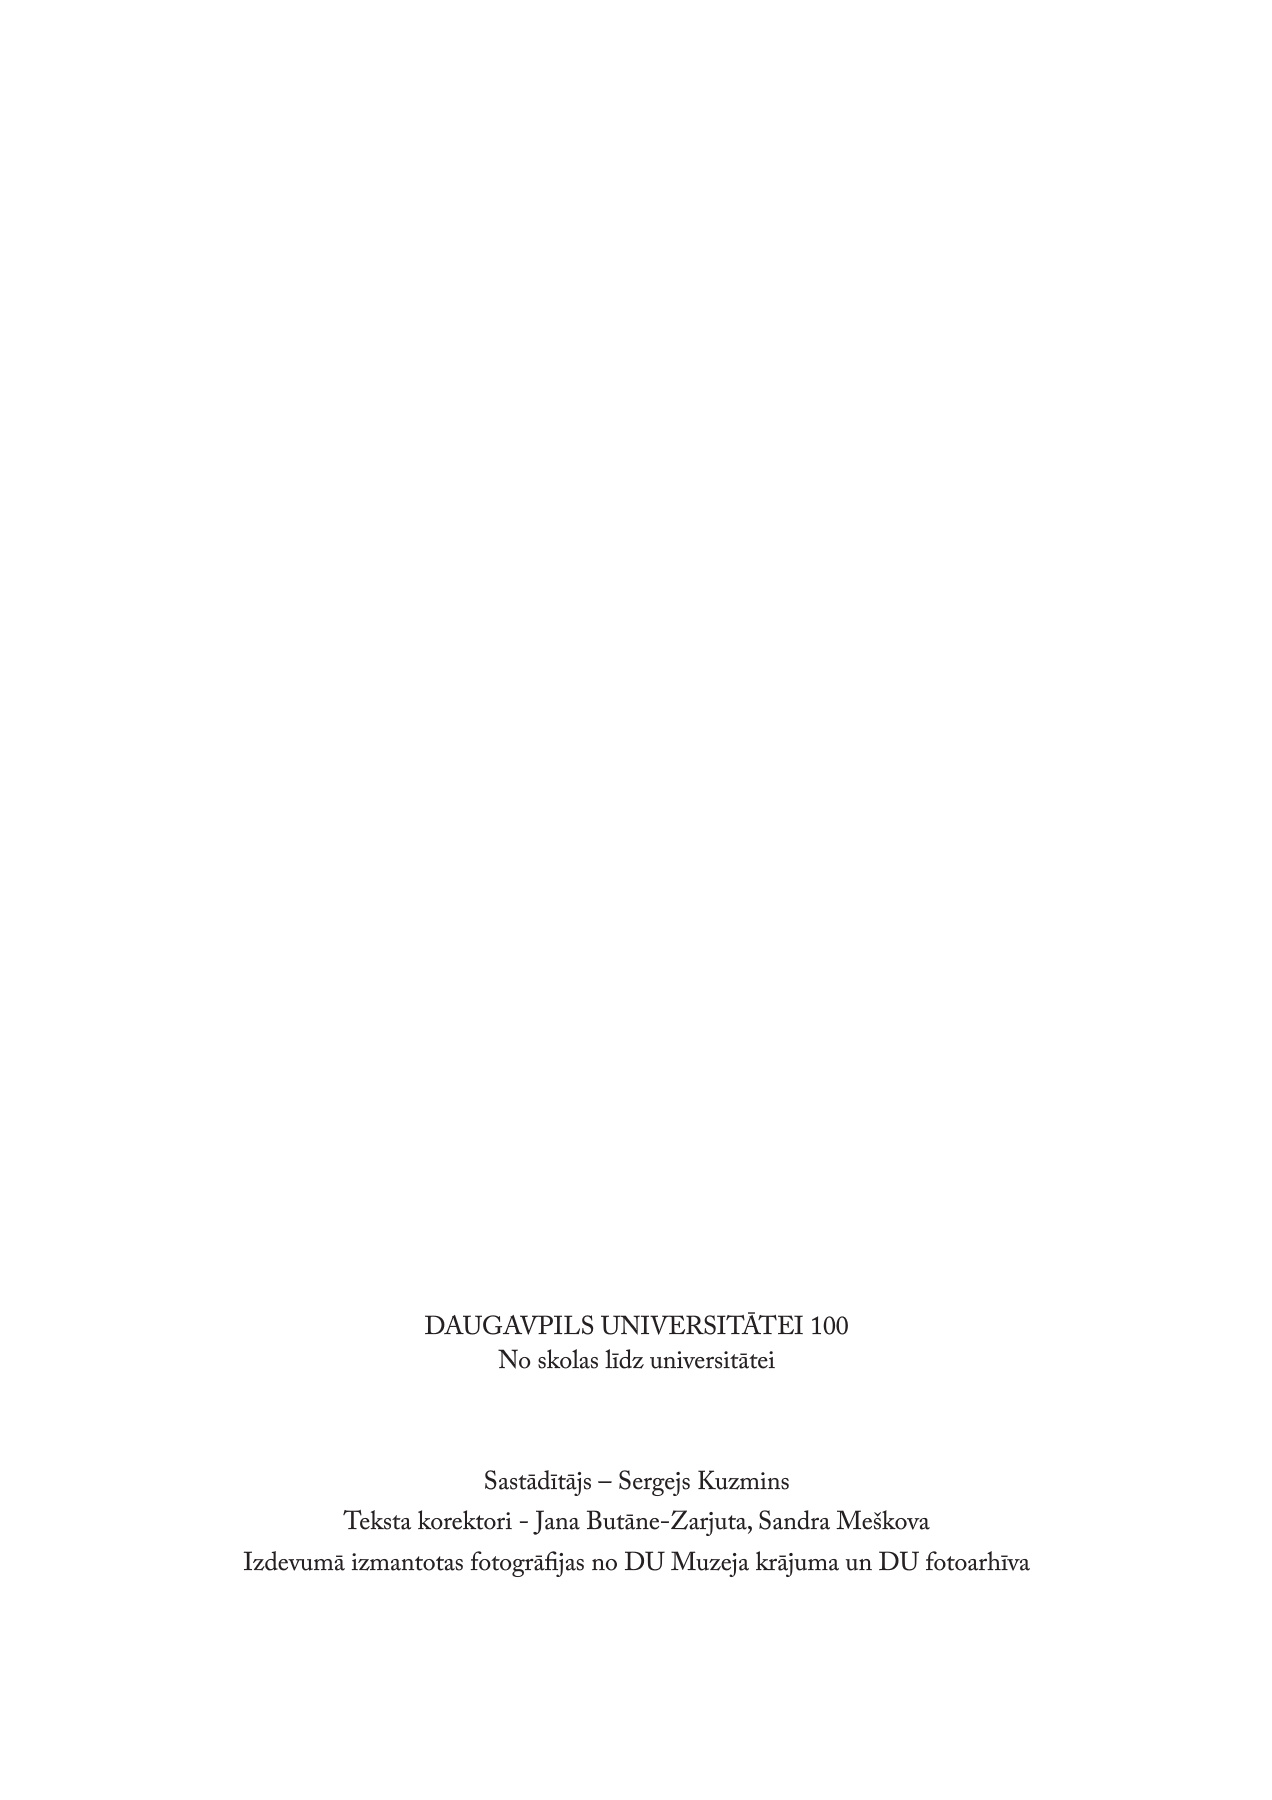 DAUGAVPILS UNIVERSITĀTEI 100
No skolas līdz universitātei
Sastādītājs – Sergejs Kuzmins
Teksta korektori - Jana Butāne-Zarjuta, Sandra Meškova
Izdevumā izmantotas fotogrāfijas no DU Muzeja krājuma un DU fotoarhīva